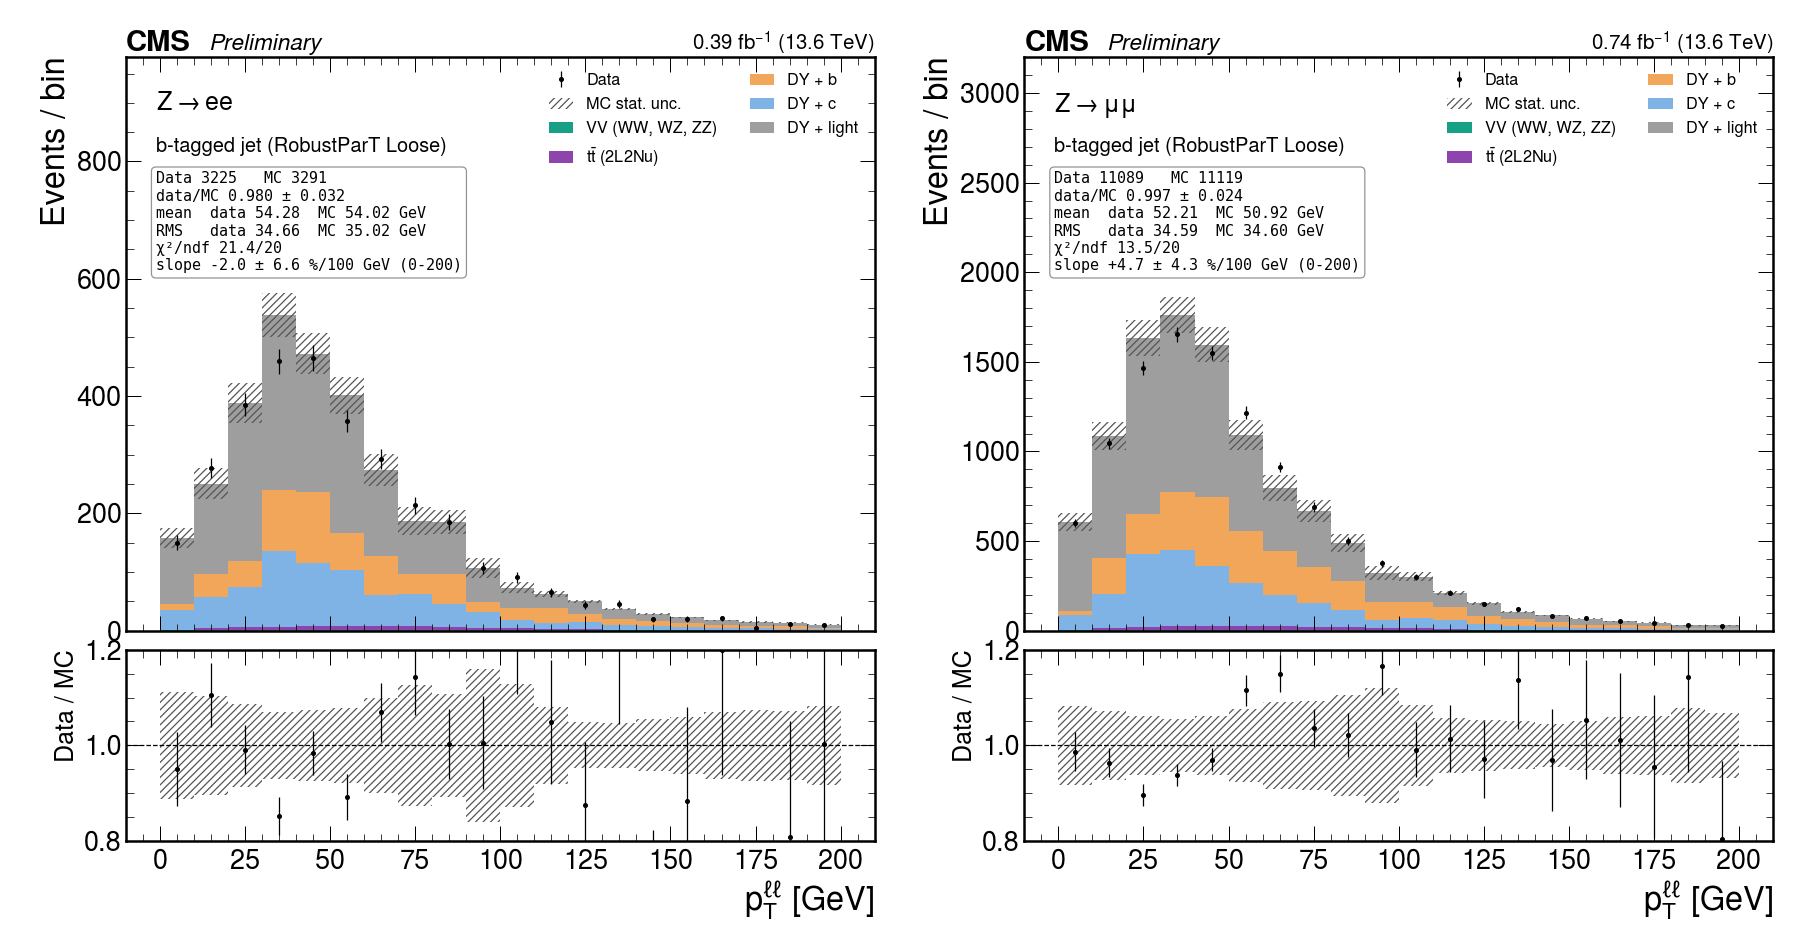 CMS Preliminary 0.39 fb⁻¹ (13.6 TeV)
Events / bin
Z → ee
b-tagged jet (RobustParT Loose)
Data 3225 MC 3291
data/MC 0.980 ± 0.032
mean data 54.28 MC 54.02 GeV
RMS data 34.66 MC 35.02 GeV
χ²/ndf 21.4/20
slope -2.0 ± 6.6 %/100 GeV (0-200)
Data
MC stat. unc.
VV (WW, WZ, ZZ)
tt̄ (2L2Nu)
DY + b
DY + c
DY + light
800
600
400
200
0
Data / MC
1.2
1.0
0.8
0 25 50 75 100 125 150 175 200
p_T^ℓℓ [GeV]
CMS Preliminary 0.74 fb⁻¹ (13.6 TeV)
Events / bin
Z → μμ
b-tagged jet (RobustParT Loose)
Data 11089 MC 11119
data/MC 0.997 ± 0.024
mean data 52.21 MC 50.92 GeV
RMS data 34.59 MC 34.60 GeV
χ²/ndf 13.5/20
slope +4.7 ± 4.3 %/100 GeV (0-200)
Data
MC stat. unc.
VV (WW, WZ, ZZ)
tt̄ (2L2Nu)
DY + b
DY + c
DY + light
3000
2500
2000
1500
1000
500
0
Data / MC
1.2
1.0
0.8
0 25 50 75 100 125 150 175 200
p_T^ℓℓ [GeV]